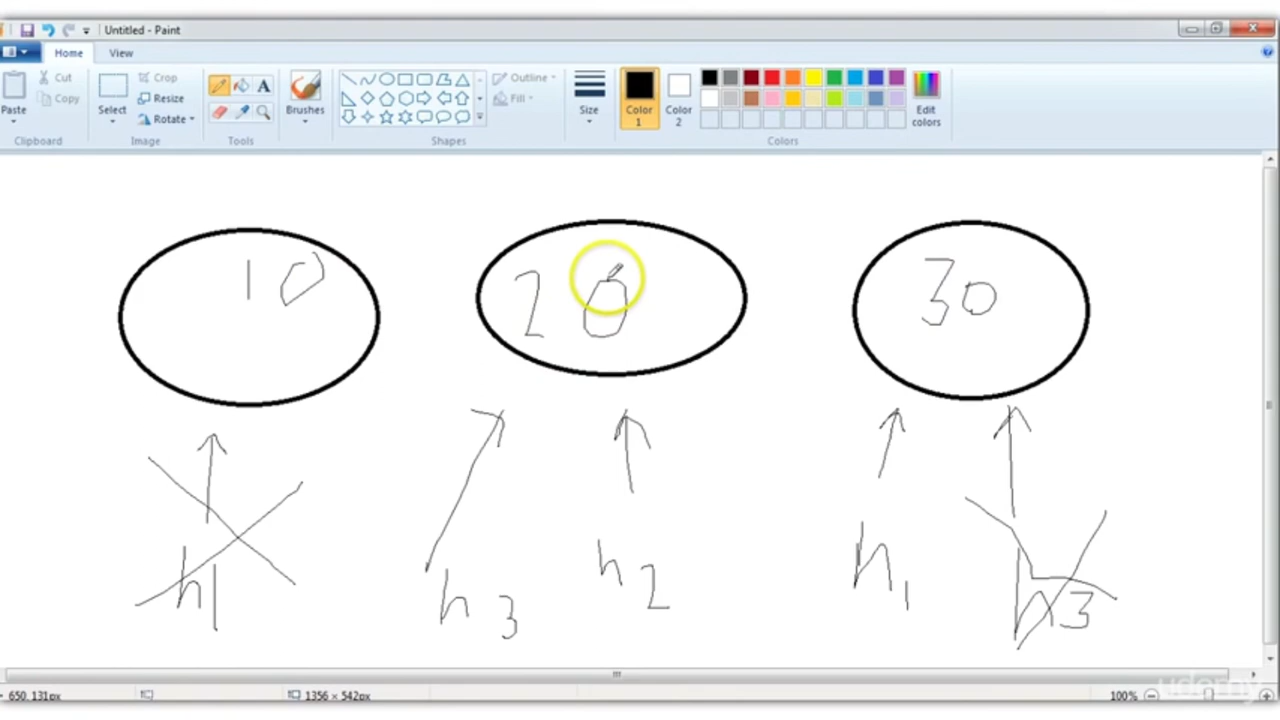 Untitled - Paint
Home View
Paste
Cut
Copy
Clipboard
Select
Crop
Resize
Rotate
Image
Tools
Brushes
Outline
Fill
Shapes
Size
Color 1
Color 2
Edit colors
Colors
10
20
30
h1
h3
h2
h1
h3
650, 131px
1356 × 542px
100%
udemy